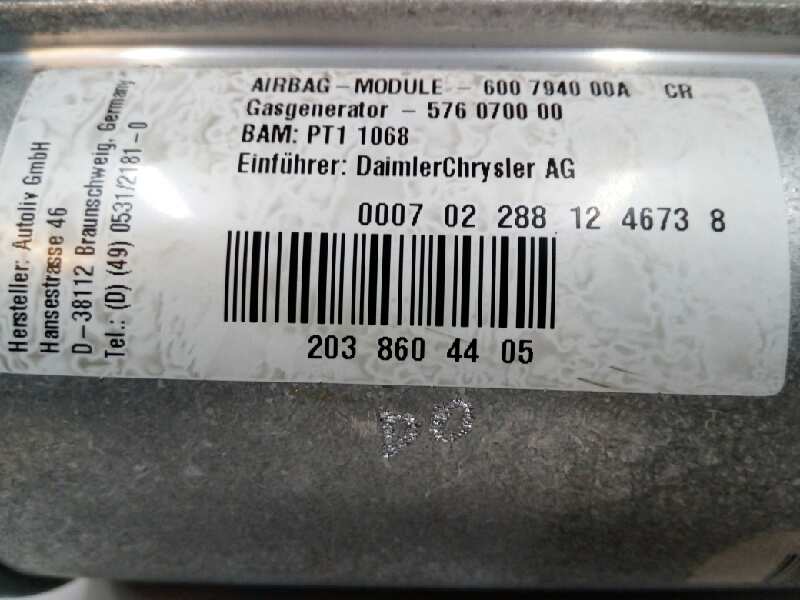 AIRBAG-MODULE - 600 7940 00A CR
Gasgenerator - 576 0700 00
BAM: PT1 1068
Einführer: DaimlerChrysler AG
0007 02 288 12 4673 8
203 860 44 05
Hersteller: Autoliv GmbH
Hansestrasse 46
D-38112 Braunschweig, Germany
Tel.: (D) (49) 0531/2181-0
DO